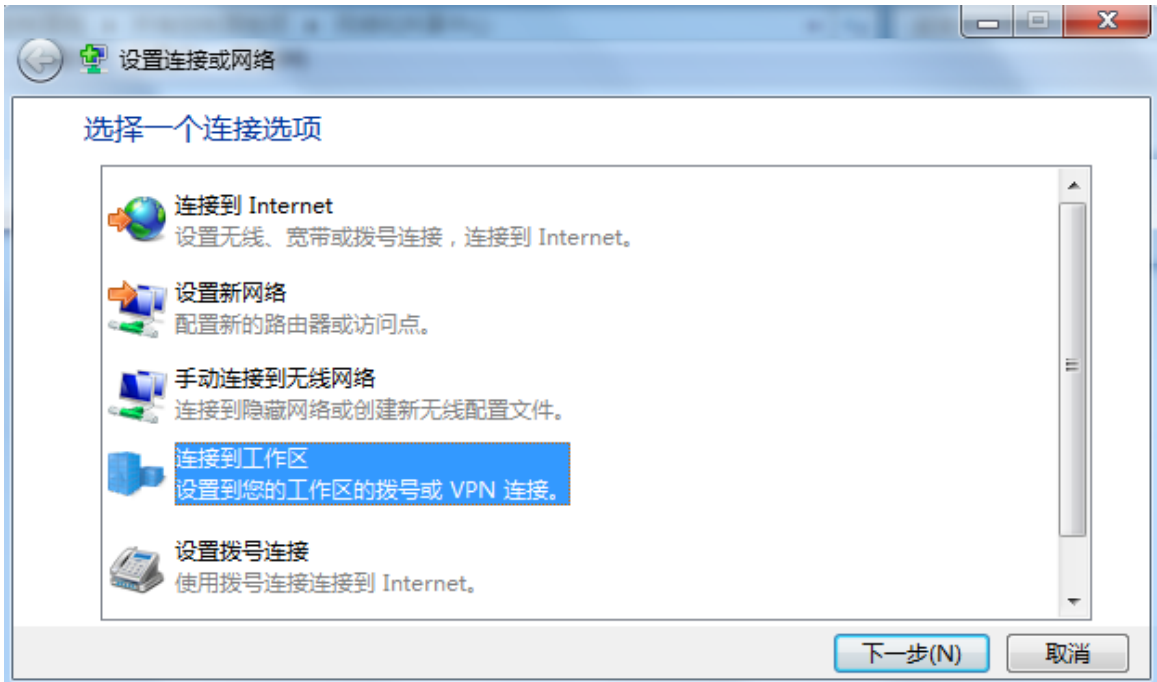 设置连接或网络
选择一个连接选项
连接到 Internet
设置无线、宽带或拨号连接，连接到 Internet。
设置新网络
配置新的路由器或访问点。
手动连接到无线网络
连接到隐藏网络或创建新无线配置文件。
连接到工作区
设置到您的工作区的拨号或 VPN 连接。
设置拨号连接
使用拨号连接连接到 Internet。
下一步(N)
取消